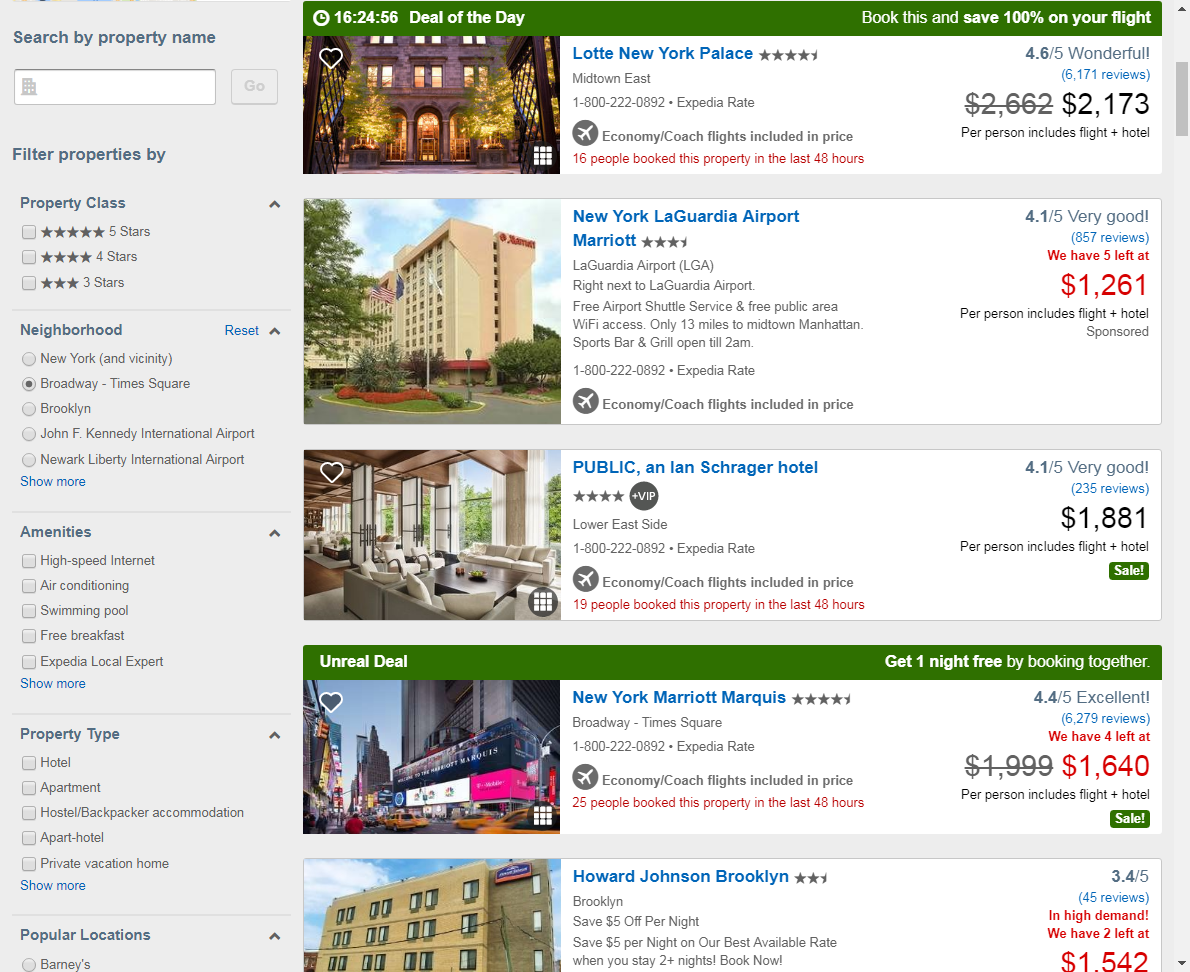 Search by property name
Go
Filter properties by
Property Class
5 Stars
4 Stars
3 Stars
Neighborhood Reset
New York (and vicinity)
Broadway - Times Square
Brooklyn
John F. Kennedy International Airport
Newark Liberty International Airport
Show more
Amenities
High-speed Internet
Air conditioning
Swimming pool
Free breakfast
Expedia Local Expert
Show more
Property Type
Hotel
Apartment
Hostel/Backpacker accommodation
Apart-hotel
Private vacation home
Show more
Popular Locations
Barney's
16:24:56 Deal of the Day Book this and save 100% on your flight
Lotte New York Palace
Midtown East
1-800-222-0892 • Expedia Rate
Economy/Coach flights included in price
16 people booked this property in the last 48 hours
4.6/5 Wonderful!
(6,171 reviews)
$2,662 $2,173
Per person includes flight + hotel
Marriott
New York LaGuardia Airport
Marriott
LaGuardia Airport (LGA)
Right next to LaGuardia Airport.
Free Airport Shuttle Service & free public area
WiFi access. Only 13 miles to midtown Manhattan.
Sports Bar & Grill open till 2am.
1-800-222-0892 • Expedia Rate
Economy/Coach flights included in price
4.1/5 Very good!
(857 reviews)
We have 5 left at
$1,261
Per person includes flight + hotel
Sponsored
PUBLIC, an Ian Schrager hotel
+VIP
Lower East Side
1-800-222-0892 • Expedia Rate
Economy/Coach flights included in price
19 people booked this property in the last 48 hours
4.1/5 Very good!
(235 reviews)
$1,881
Per person includes flight + hotel
Sale!
Unreal Deal Get 1 night free by booking together.
WELCOME TO THE MARRIOTT MARQUIS
New York Marriott Marquis
Broadway - Times Square
1-800-222-0892 • Expedia Rate
Economy/Coach flights included in price
25 people booked this property in the last 48 hours
4.4/5 Excellent!
(6,279 reviews)
We have 4 left at
$1,999 $1,640
Per person includes flight + hotel
Sale!
Howard Johnson Brooklyn
Brooklyn
Save $5 Off Per Night
Save $5 per Night on Our Best Available Rate
when you stay 2+ nights! Book Now!
3.4/5
(45 reviews)
In high demand!
We have 2 left at
$1,542